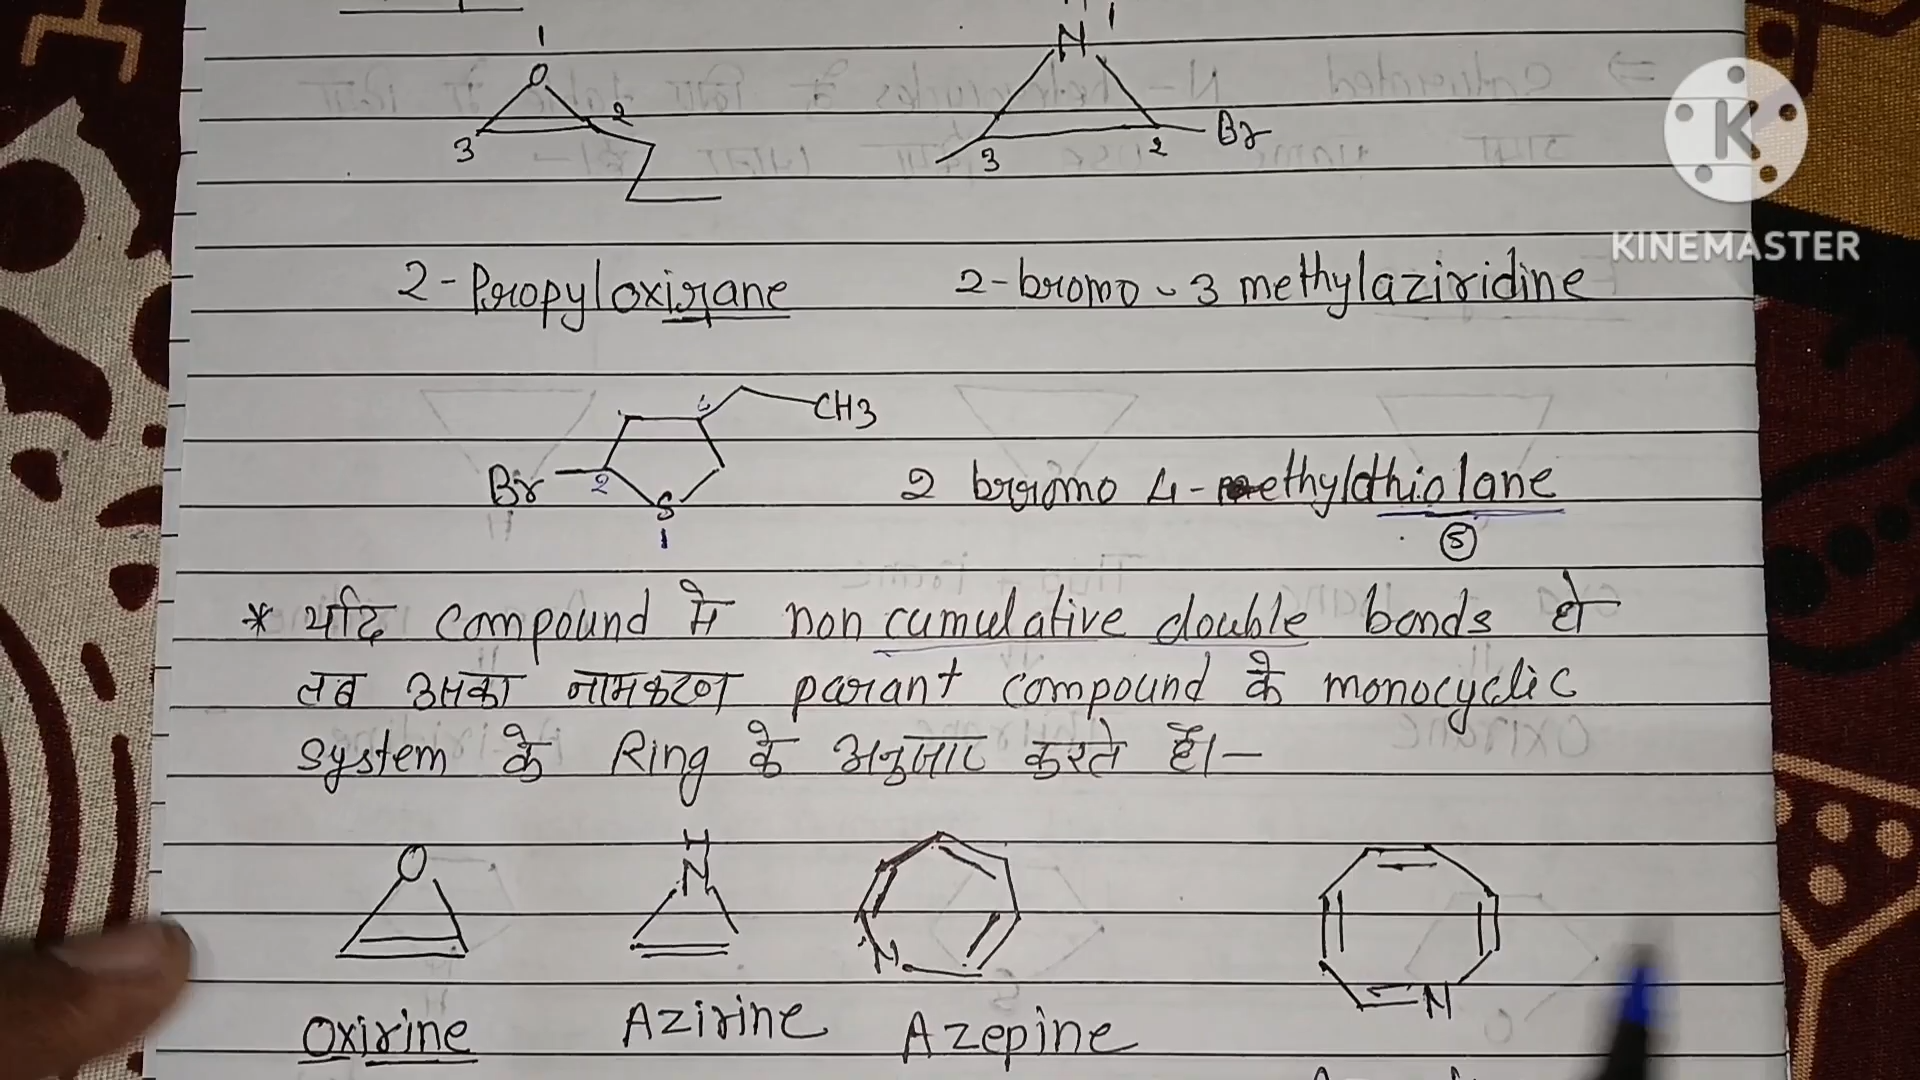 1
O
2
3
N
1
Br
2
3
K
KINEMASTER
2-Propyloxirane
2-bromo-3 methylaziridine
4
CH3
Br
2
S
1
2 bromo 4-ethylthiolane
5
* यदि compound मे non cumulative double bonds हो
तब उसका नामकरण parant compound के monocyclic
system के Ring के अनुसार करते हैं।-
O
H
N
N
N
Oxirine
Azirine
Azepine